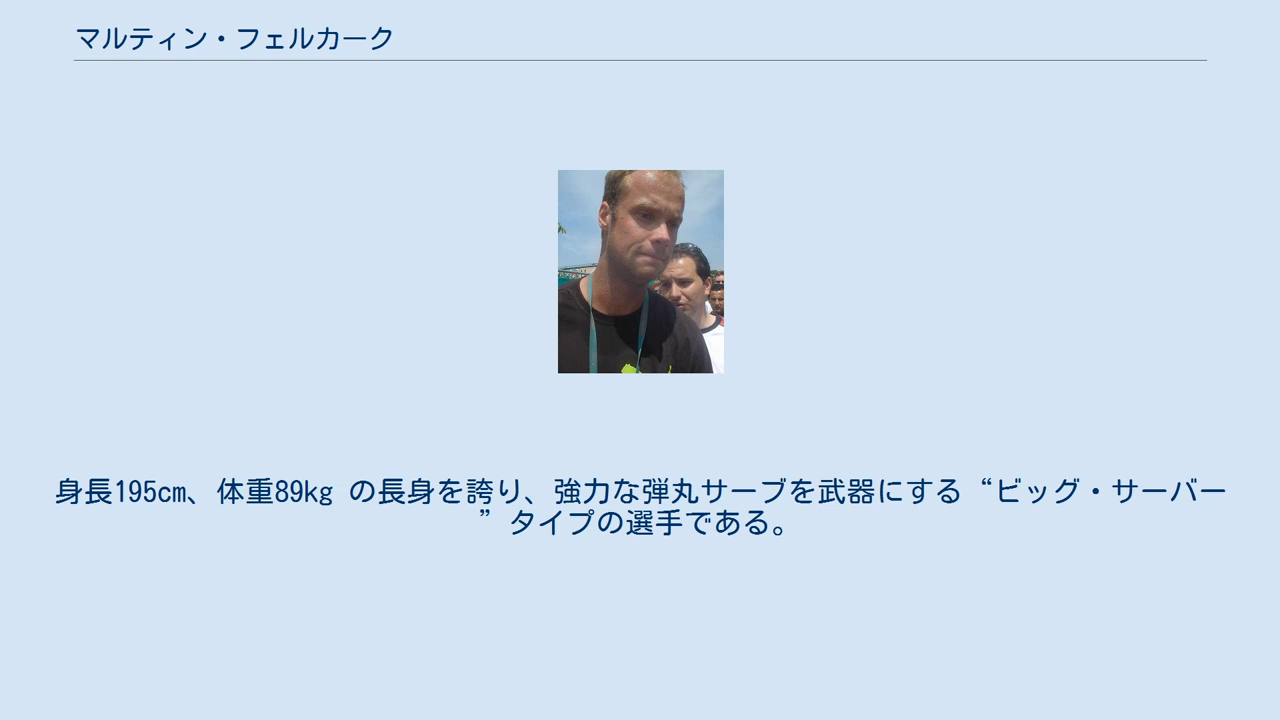 マルティン・フェルカーク
身長195cm、体重89kg の長身を誇り、強力な弾丸サーブを武器にする“ビッグ・サーバー
”タイプの選手である。